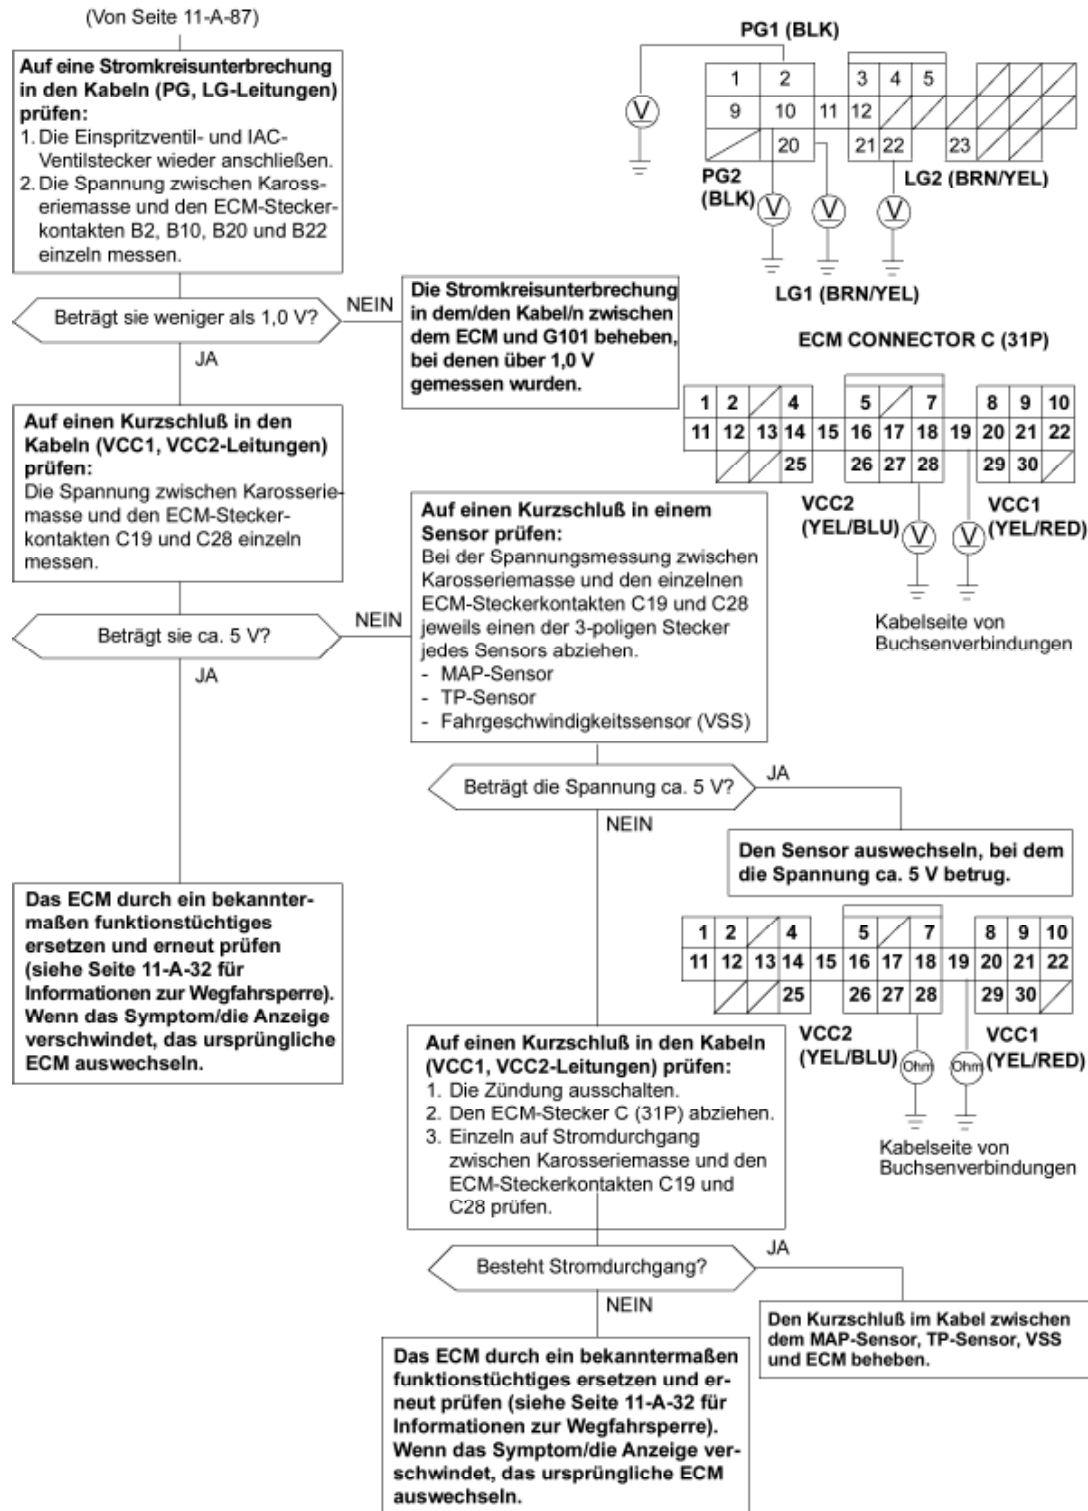 (Von Seite 11-A-87)
Auf eine Stromkreisunterbrechung
in den Kabeln (PG, LG-Leitungen)
prüfen:
1. Die Einspritzventil- und IAC-
Ventilstecker wieder anschließen.
2. Die Spannung zwischen Karos-
seriemasse und den ECM-Stecker-
kontakten B2, B10, B20 und B22
einzeln messen.
PG1 (BLK)
1 2 3 4 5
9 10 11 12
20 21 22 23
V
PG2
(BLK)
LG2 (BRN/YEL)
V V V
LG1 (BRN/YEL)
Beträgt sie weniger als 1,0 V?
NEIN
JA
Die Stromkreisunterbrechung
in dem/den Kabel/n zwischen
dem ECM und G101 beheben,
bei denen über 1,0 V
gemessen wurden.
ECM CONNECTOR C (31P)
1 2 4 5 7 8 9 10
11 12 13 14 15 16 17 18 19 20 21 22
25 26 27 28 29 30
VCC2
(YEL/BLU)
VCC1
(YEL/RED)
V V
Kabelseite von
Buchsenverbindungen
Auf einen Kurzschluß in den
Kabeln (VCC1, VCC2-Leitungen)
prüfen:
Die Spannung zwischen Karosserie-
masse und den ECM-Stecker-
kontakten C19 und C28 einzeln
messen.
Beträgt sie ca. 5 V?
NEIN
JA
Auf einen Kurzschluß in einem
Sensor prüfen:
Bei der Spannungsmessung zwischen
Karosseriemasse und den einzelnen
ECM-Steckerkontakten C19 und C28
jeweils einen der 3-poligen Stecker
jedes Sensors abziehen.
- MAP-Sensor
- TP-Sensor
- Fahrgeschwindigkeitssensor (VSS)
Beträgt die Spannung ca. 5 V?
JA
NEIN
Den Sensor auswechseln, bei dem
die Spannung ca. 5 V betrug.
Das ECM durch ein bekannter-
maßen funktionstüchtiges
ersetzen und erneut prüfen
(siehe Seite 11-A-32 für
Informationen zur Wegfahrsperre).
Wenn das Symptom/die Anzeige
verschwindet, das ursprüngliche
ECM auswechseln.
1 2 4 5 7 8 9 10
11 12 13 14 15 16 17 18 19 20 21 22
25 26 27 28 29 30
VCC2
(YEL/BLU)
VCC1
(YEL/RED)
Ohm Ohm
Kabelseite von
Buchsenverbindungen
Auf einen Kurzschluß in den Kabeln
(VCC1, VCC2-Leitungen) prüfen:
1. Die Zündung ausschalten.
2. Den ECM-Stecker C (31P) abziehen.
3. Einzeln auf Stromdurchgang
zwischen Karosseriemasse und den
ECM-Steckerkontakten C19 und
C28 prüfen.
Besteht Stromdurchgang?
JA
NEIN
Den Kurzschluß im Kabel zwischen
dem MAP-Sensor, TP-Sensor, VSS
und ECM beheben.
Das ECM durch ein bekanntermaßen
funktionstüchtiges ersetzen und er-
neut prüfen (siehe Seite 11-A-32 für
Informationen zur Wegfahrsperre).
Wenn das Symptom/die Anzeige ver-
schwindet, das ursprüngliche ECM
auswechseln.